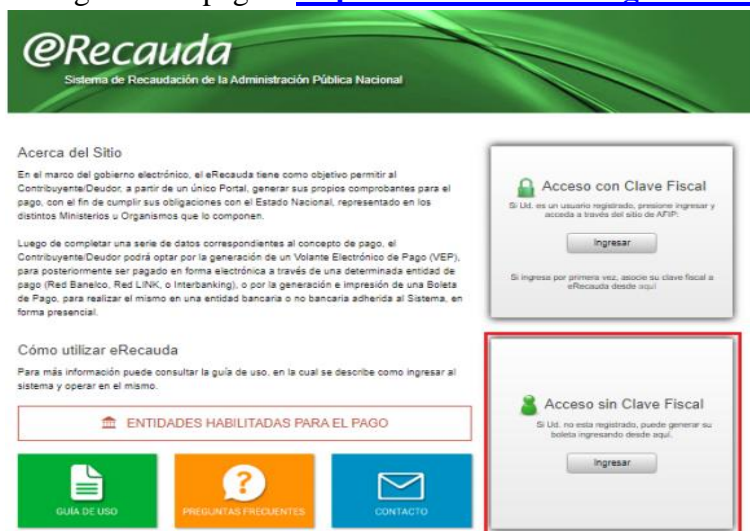 @Recauda
Sistema de Recaudación de la Administración Pública Nacional
Acerca del Sitio
En el marco del gobierno electrónico, el eRecauda tiene como objetivo permitir al
Contribuyente/Deudor, a partir de un único Portal, generar sus propios comprobantes para el
pago, con el fin de cumplir sus obligaciones con el Estado Nacional, representado en los
distintos Ministerios u Organismos que lo componen.
Luego de completar una serie de datos correspondientes al concepto de pago, el
Contribuyente/Deudor podrá optar por la generación de un Volante Electrónico de Pago (VEP),
para posteriormente ser pagado en forma electrónica a través de una determinada entidad de
pago (Red Banelco, Red LINK, o Interbanking), o por la generación e impresión de una Boleta
de Pago, para realizar el mismo en una entidad bancaria o no bancaria adherida al Sistema, en
forma presencial.
Cómo utilizar eRecauda
Para más información puede consultar la guía de uso, en la cual se describe como ingresar al
sistema y operar en el mismo.
ENTIDADES HABILITADAS PARA EL PAGO
GUÍA DE USO
PREGUNTAS FRECUENTES
CONTACTO
Acceso con Clave Fiscal
Si Ud. es un usuario registrado, presione ingresar y
acceda a través del sitio de AFIP:
Ingresar
Si ingresa por primera vez, asocie su clave fiscal a
eRecauda desde aquí
Acceso sin Clave Fiscal
Si Ud. no esta registrado, puede generar su
boleta ingresando desde aquí.
Ingresar